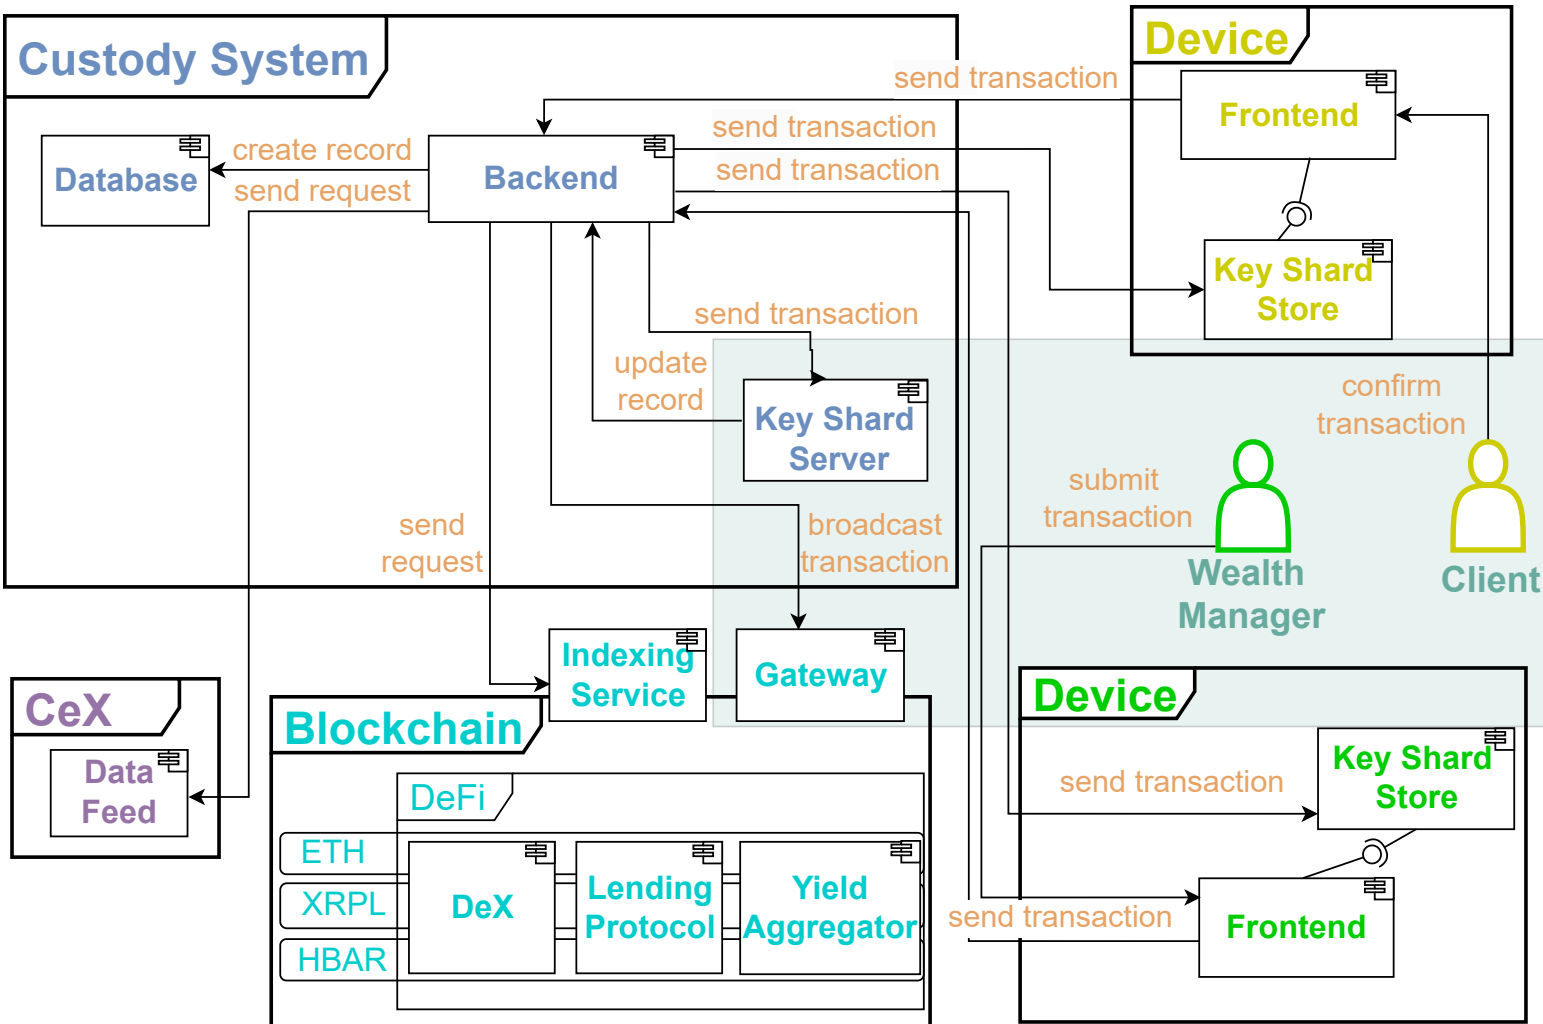 Custody System
Device
send transaction
Frontend
send transaction
create record
send transaction
Database
send request
Backend
Key Shard
Store
send transaction
update
record
Key Shard
Server
confirm
transaction
submit
transaction
send
request
broadcast
transaction
Wealth
Manager
Client
Indexing
Service
Gateway
CeX
Data
Feed
Blockchain
Device
Key Shard
Store
send transaction
DeFi
ETH
XRPL
HBAR
DeX
Lending
Protocol
Yield
Aggregator
send transaction
Frontend